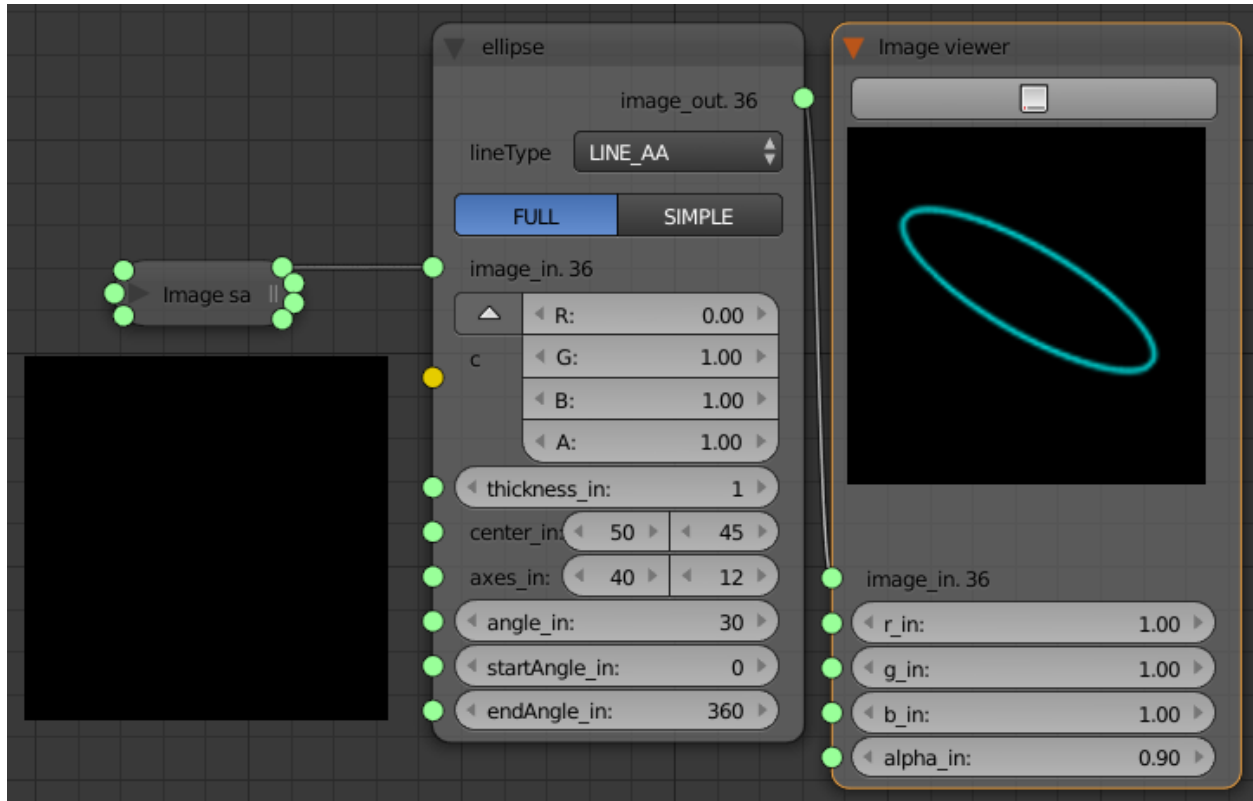 Image sa
ellipse
image_out. 36
lineType LINE_AA
FULL SIMPLE
image_in. 36
c
R: 0.00
G: 1.00
B: 1.00
A: 1.00
thickness_in: 1
center_in: 50 45
axes_in: 40 12
angle_in: 30
startAngle_in: 0
endAngle_in: 360
Image viewer
image_in. 36
r_in: 1.00
g_in: 1.00
b_in: 1.00
alpha_in: 0.90